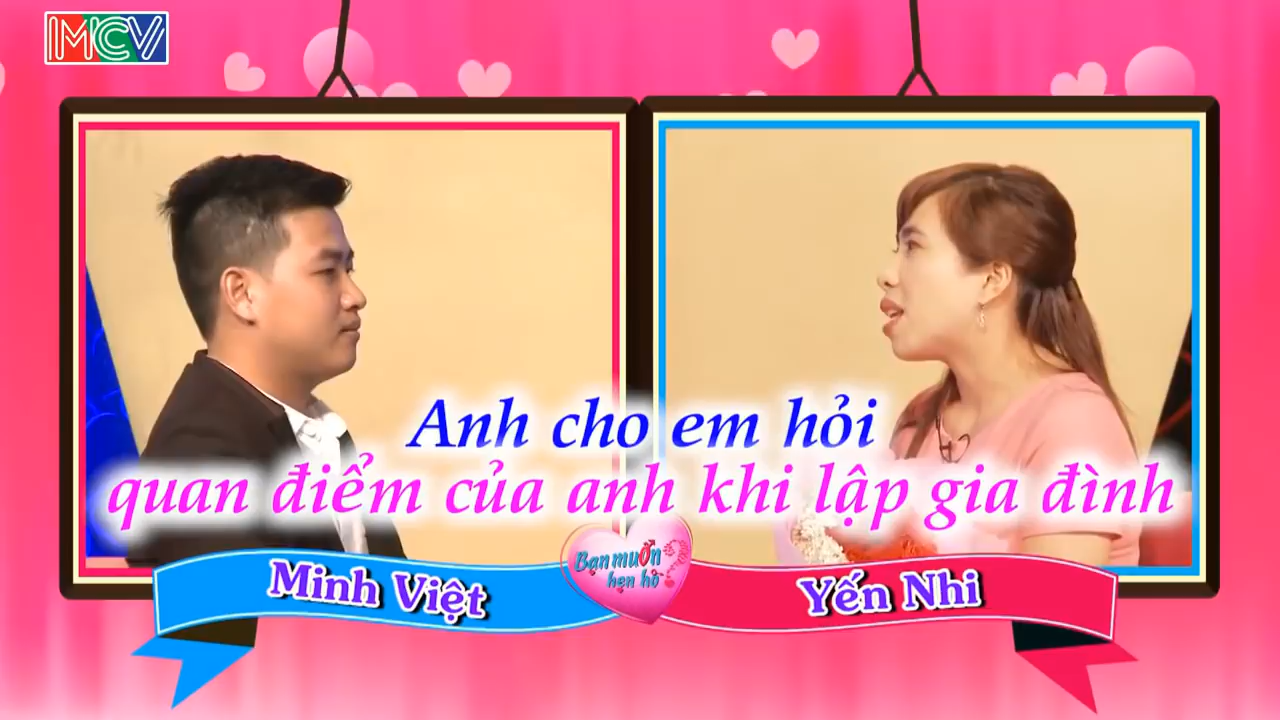 MCV
Anh cho em hỏi
quan điểm của anh khi lập gia đình
Minh Việt
Bạn muốn
hẹn hò
Yến Nhi